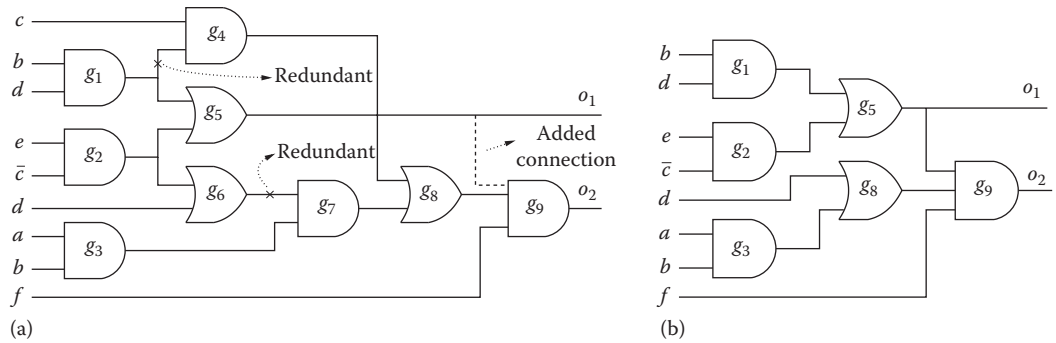 c
b
d
e
c̄
d
a
b
f
g₁
g₂
g₃
g₄
g₅
g₆
g₇
g₈
g₉
Redundant
Redundant
Added
connection
o₁
o₂
(a)
b
d
e
c̄
d
a
b
f
g₁
g₂
g₃
g₅
g₈
g₉
o₁
o₂
(b)